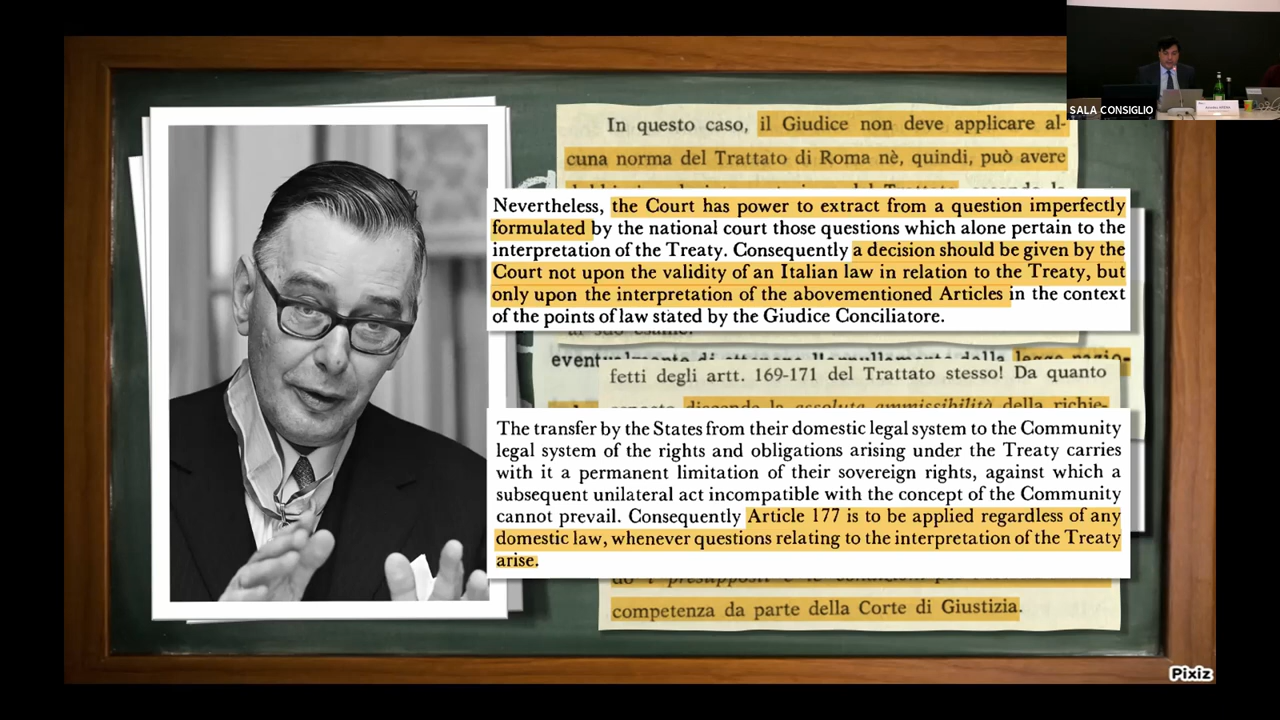 SALA CONSIGLIO
In questo caso, il Giudice non deve applicare al-
cuna norma del Trattato di Roma nè, quindi, può avere
Nevertheless, the Court has power to extract from a question imperfectly
formulated by the national court those questions which alone pertain to the
interpretation of the Treaty. Consequently a decision should be given by the
Court not upon the validity of an Italian law in relation to the Treaty, but
only upon the interpretation of the abovementioned Articles in the context
of the points of law stated by the Giudice Conciliatore.
fetti degli artt. 169-171 del Trattato stesso! Da quanto
discende la assoluta ammissibilità della richie-
The transfer by the States from their domestic legal system to the Community
legal system of the rights and obligations arising under the Treaty carries
with it a permanent limitation of their sovereign rights, against which a
subsequent unilateral act incompatible with the concept of the Community
cannot prevail. Consequently Article 177 is to be applied regardless of any
domestic law, whenever questions relating to the interpretation of the Treaty
arise.
competenza da parte della Corte di Giustizia.
Pixiz